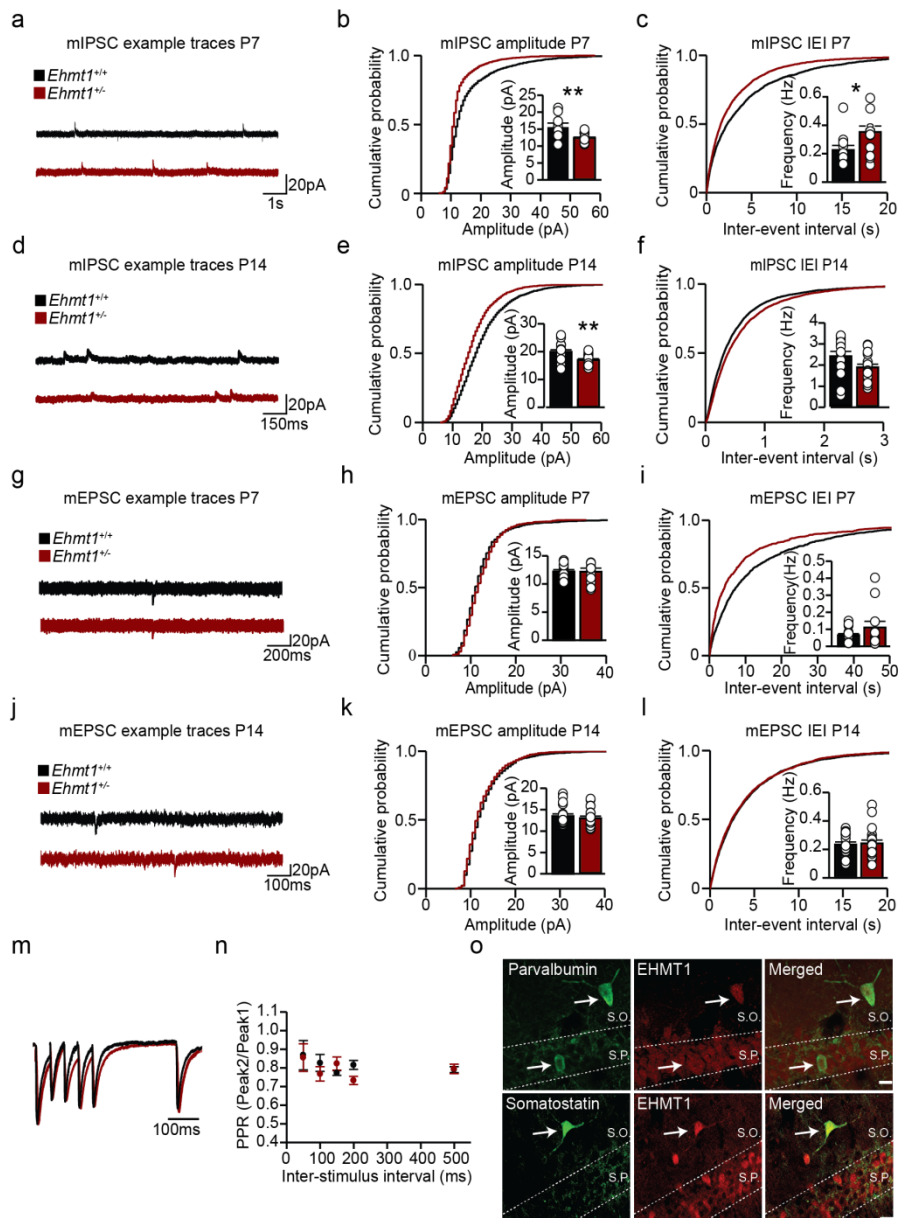 a
mIPSC example traces P7
Ehmt1+/+
Ehmt1+/-
20pA
1s
b
mIPSC amplitude P7
Cumulative probability
1.0
0.5
0
0 10 20 30 40 50 60
Amplitude (pA)
Amplitude (pA)
25
20
15
10
5
0
**
c
mIPSC IEI P7
Cumulative probability
1.0
0.5
0
0 5 10 15 20
Inter-event interval (s)
Frequency (Hz)
0.6
0.4
0.2
0
*
d
mIPSC example traces P14
Ehmt1+/+
Ehmt1+/-
20pA
150ms
e
mIPSC amplitude P14
Cumulative probability
1.0
0.5
0
0 10 20 30 40 50 60
Amplitude (pA)
Amplitude (pA)
30
20
10
0
**
f
mIPSC IEI P14
Cumulative probability
1.0
0.5
0
0 1 2 3
Inter-event interval (s)
Frequency (Hz)
4
3
2
1
0
g
mEPSC example traces P7
Ehmt1+/+
Ehmt1+/-
20pA
200ms
h
mEPSC amplitude P7
Cumulative probability
1.0
0.5
0
0 10 20 30 40
Amplitude (pA)
Amplitude (pA)
15
10
5
0
i
mEPSC IEI P7
Cumulative probability
1.0
0.5
0
0 10 20 30 40 50
Inter-event interval (s)
Frequency(Hz)
0.5
0.4
0.3
0.2
0.1
0
j
mEPSC example traces P14
Ehmt1+/+
Ehmt1+/-
20pA
100ms
k
mEPSC amplitude P14
Cumulative probability
1.0
0.5
0
0 10 20 30 40
Amplitude (pA)
Amplitude (pA)
20
15
10
5
0
l
mEPSC IEI P14
Cumulative probability
1.0
0.5
0
0 5 10 15 20
Inter-event interval (s)
Frequency (Hz)
0.6
0.4
0.2
0
m
100ms
n
PPR (Peak2/Peak1)
1.1
1.0
0.9
0.8
0.7
0.6
0.5
0.4
0 100 200 300 400 500
Inter-stimulus interval (ms)
o
Parvalbumin
EHMT1
Merged
S.O.
S.O.
S.O.
S.P.
S.P.
S.P.
Somatostatin
EHMT1
Merged
S.O.
S.O.
S.O.
S.P.
S.P.
S.P.